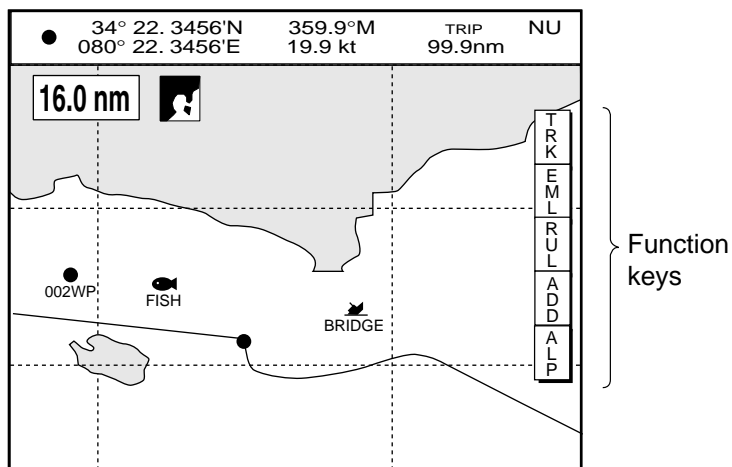 34° 22. 3456'N 359.9°M TRIP NU
080° 22. 3456'E 19.9 kt 99.9nm
16.0 nm
TRK
EML
RUL
ADD
ALP
Function
keys
002WP
FISH
BRIDGE